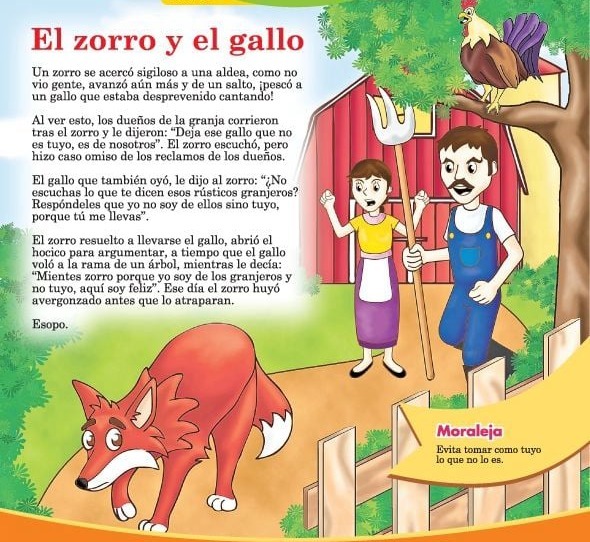 El zorro y el gallo
Un zorro se acercó sigiloso a una aldea, como no
vio gente, avanzó aún más y de un salto, ¡pescó a
un gallo que estaba desprevenido cantando!
Al ver esto, los dueños de la granja corrieron
tras el zorro y le dijeron: “Deja ese gallo que no
es tuyo, es de nosotros”. El zorro escuchó, pero
hizo caso omiso de los reclamos de los dueños.
El gallo que también oyó, le dijo al zorro: “¿No
escuchas lo que te dicen esos rústicos granjeros?
Respóndeles que yo no soy de ellos sino tuyo,
porque tú me llevas”.
El zorro resuelto a llevarse el gallo, abrió el
hocico para argumentar, a tiempo que el gallo
voló a la rama de un árbol, mientras le decía:
“Mientes zorro porque yo soy de los granjeros y
no tuyo, aquí soy feliz”. Ese día el zorro huyó
avergonzado antes que lo atraparan.
Esopo.
Moraleja
Evita tomar como tuyo
lo que no lo es.